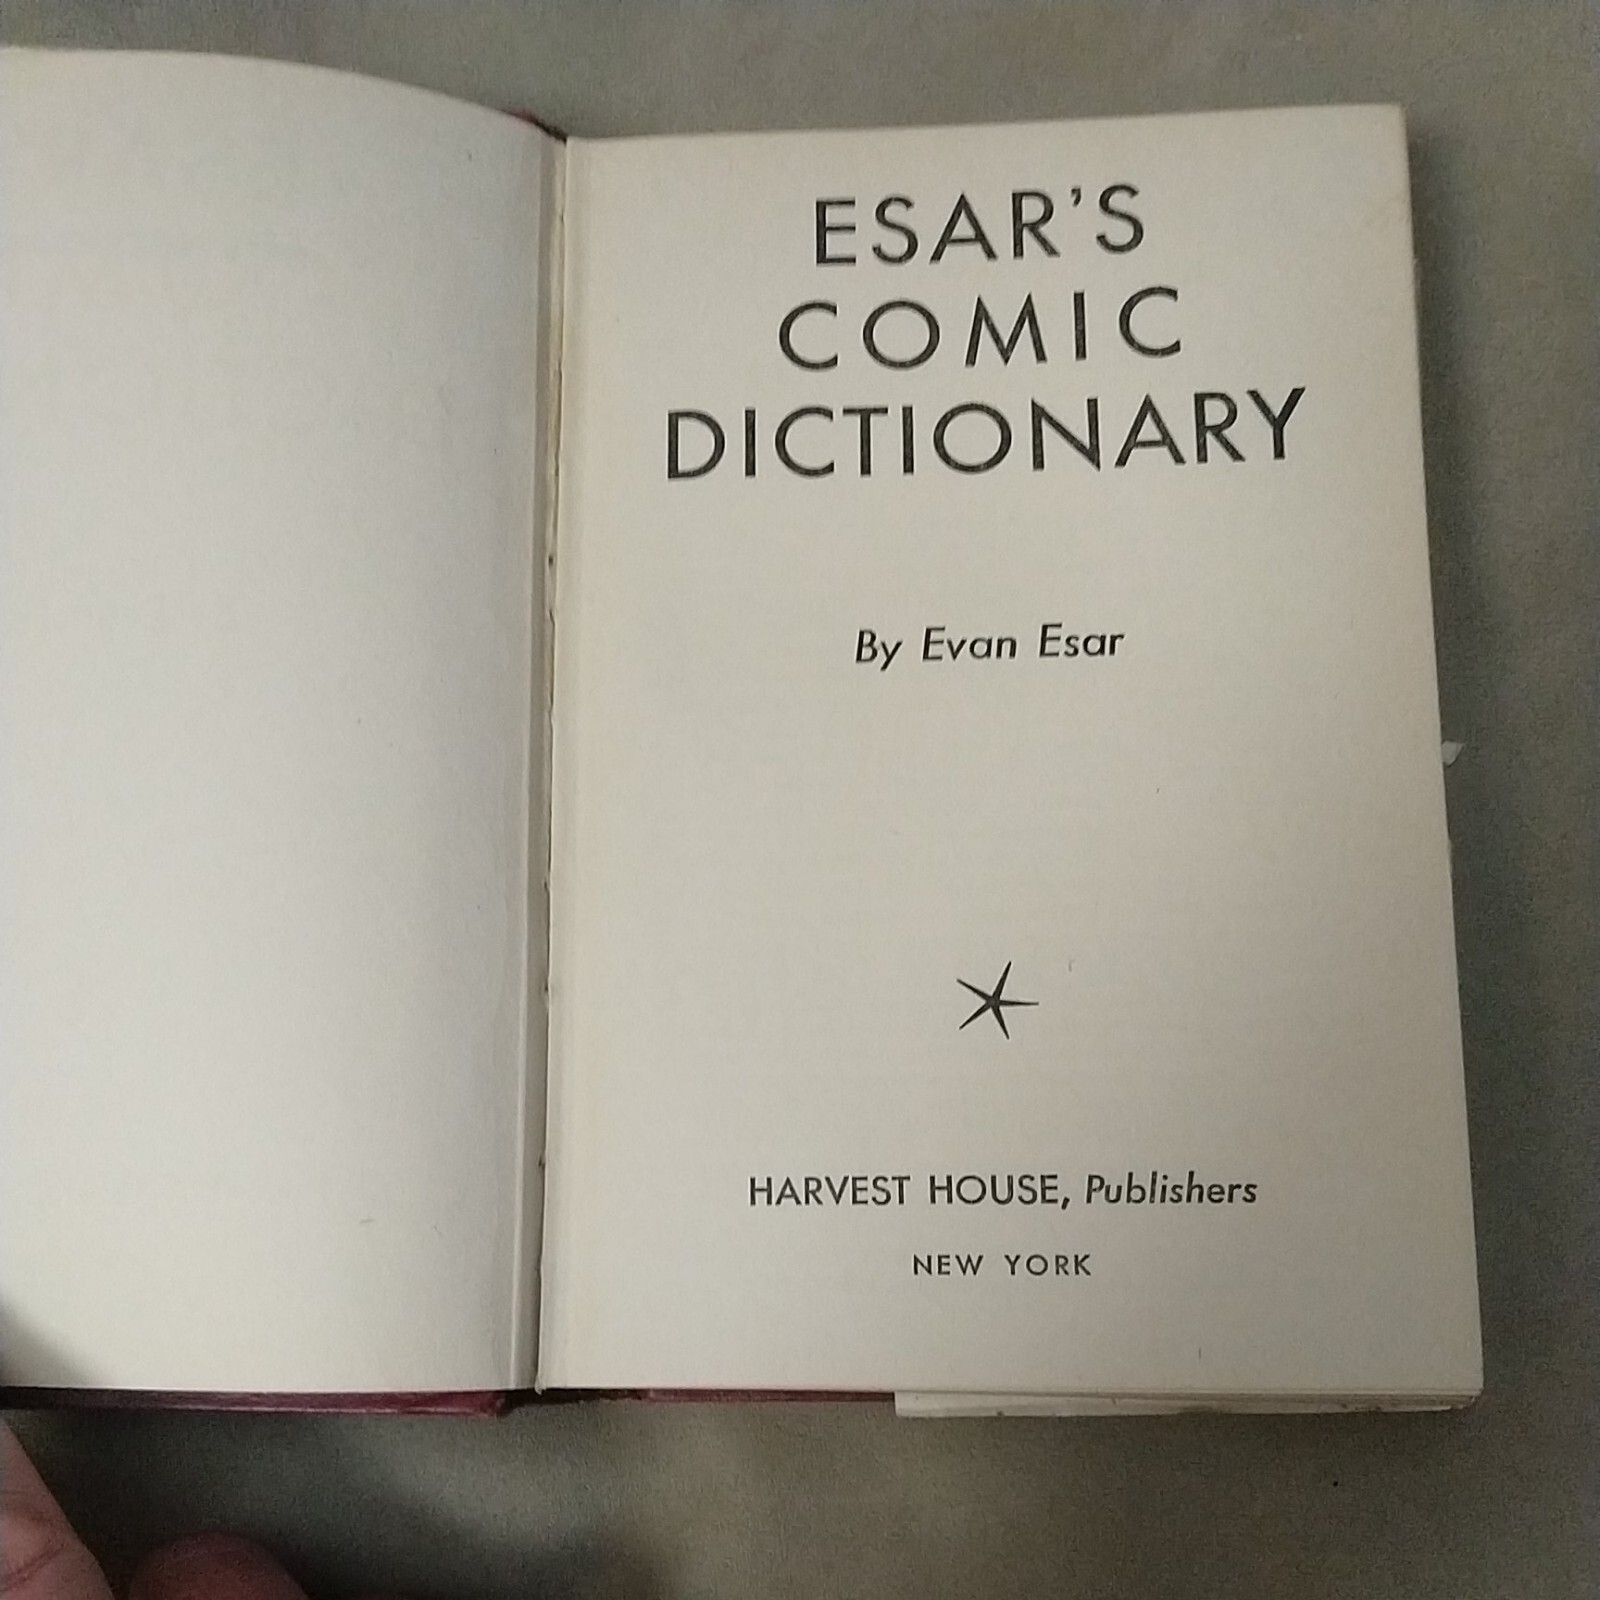 ESAR'S
COMIC
DICTIONARY
By Evan Esar
HARVEST HOUSE, Publishers
NEW YORK